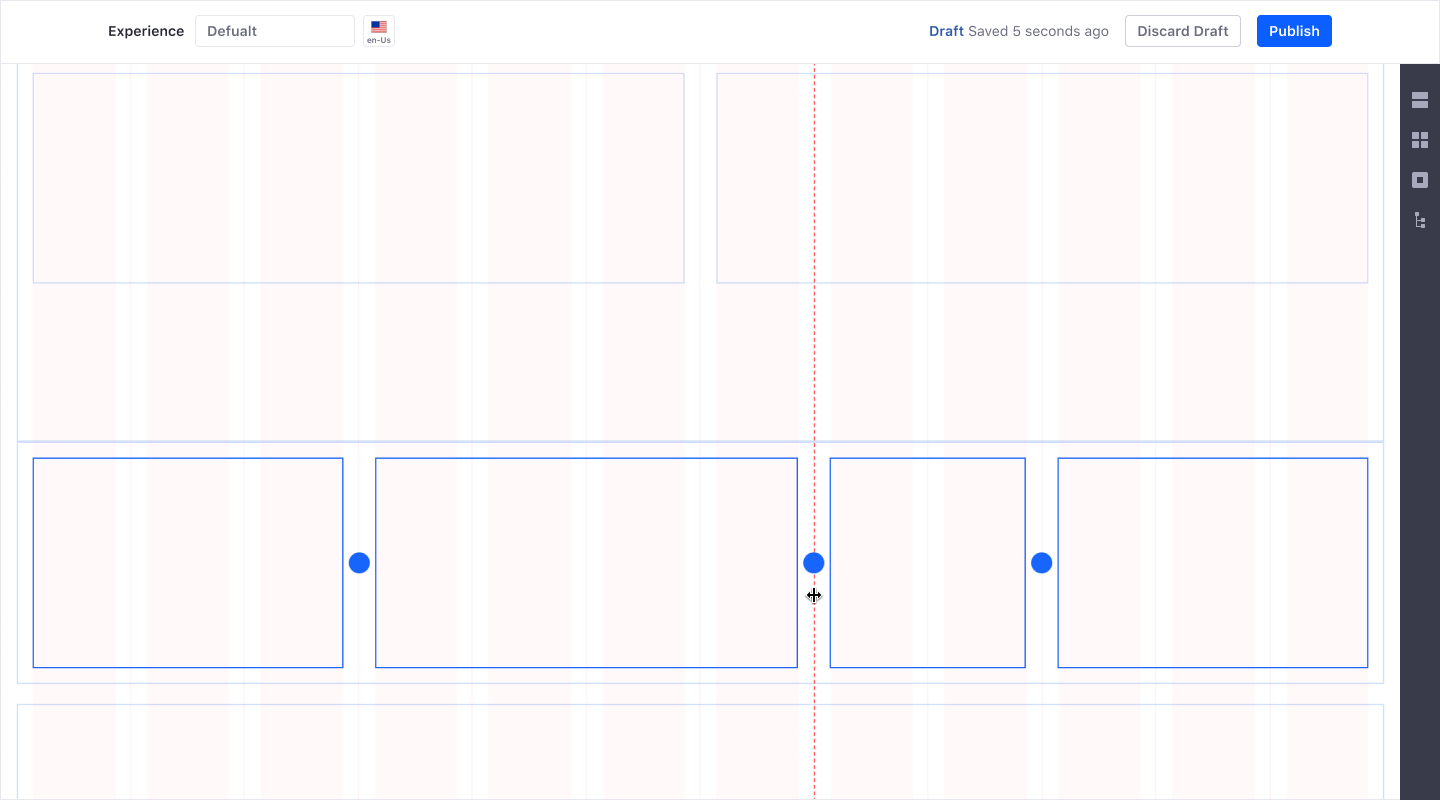 Experience
Defualt
en-Us
Draft Saved 5 seconds ago
Discard Draft
Publish